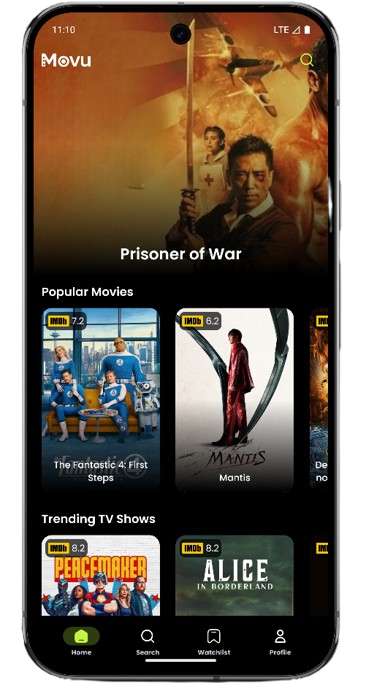 11:10
LTE
Movu
Prisoner of War
Popular Movies
IMDb 7.2
IMDb 6.2
IM
MANTIS
The Fantastic 4: First
Steps
Mantis
De
no
Trending TV Shows
IMDb 8.2
IMDb 8.2
IM
PEACEMAKER
ALICE
IN BORDERLAND
Home
Search
Watchlist
Profile